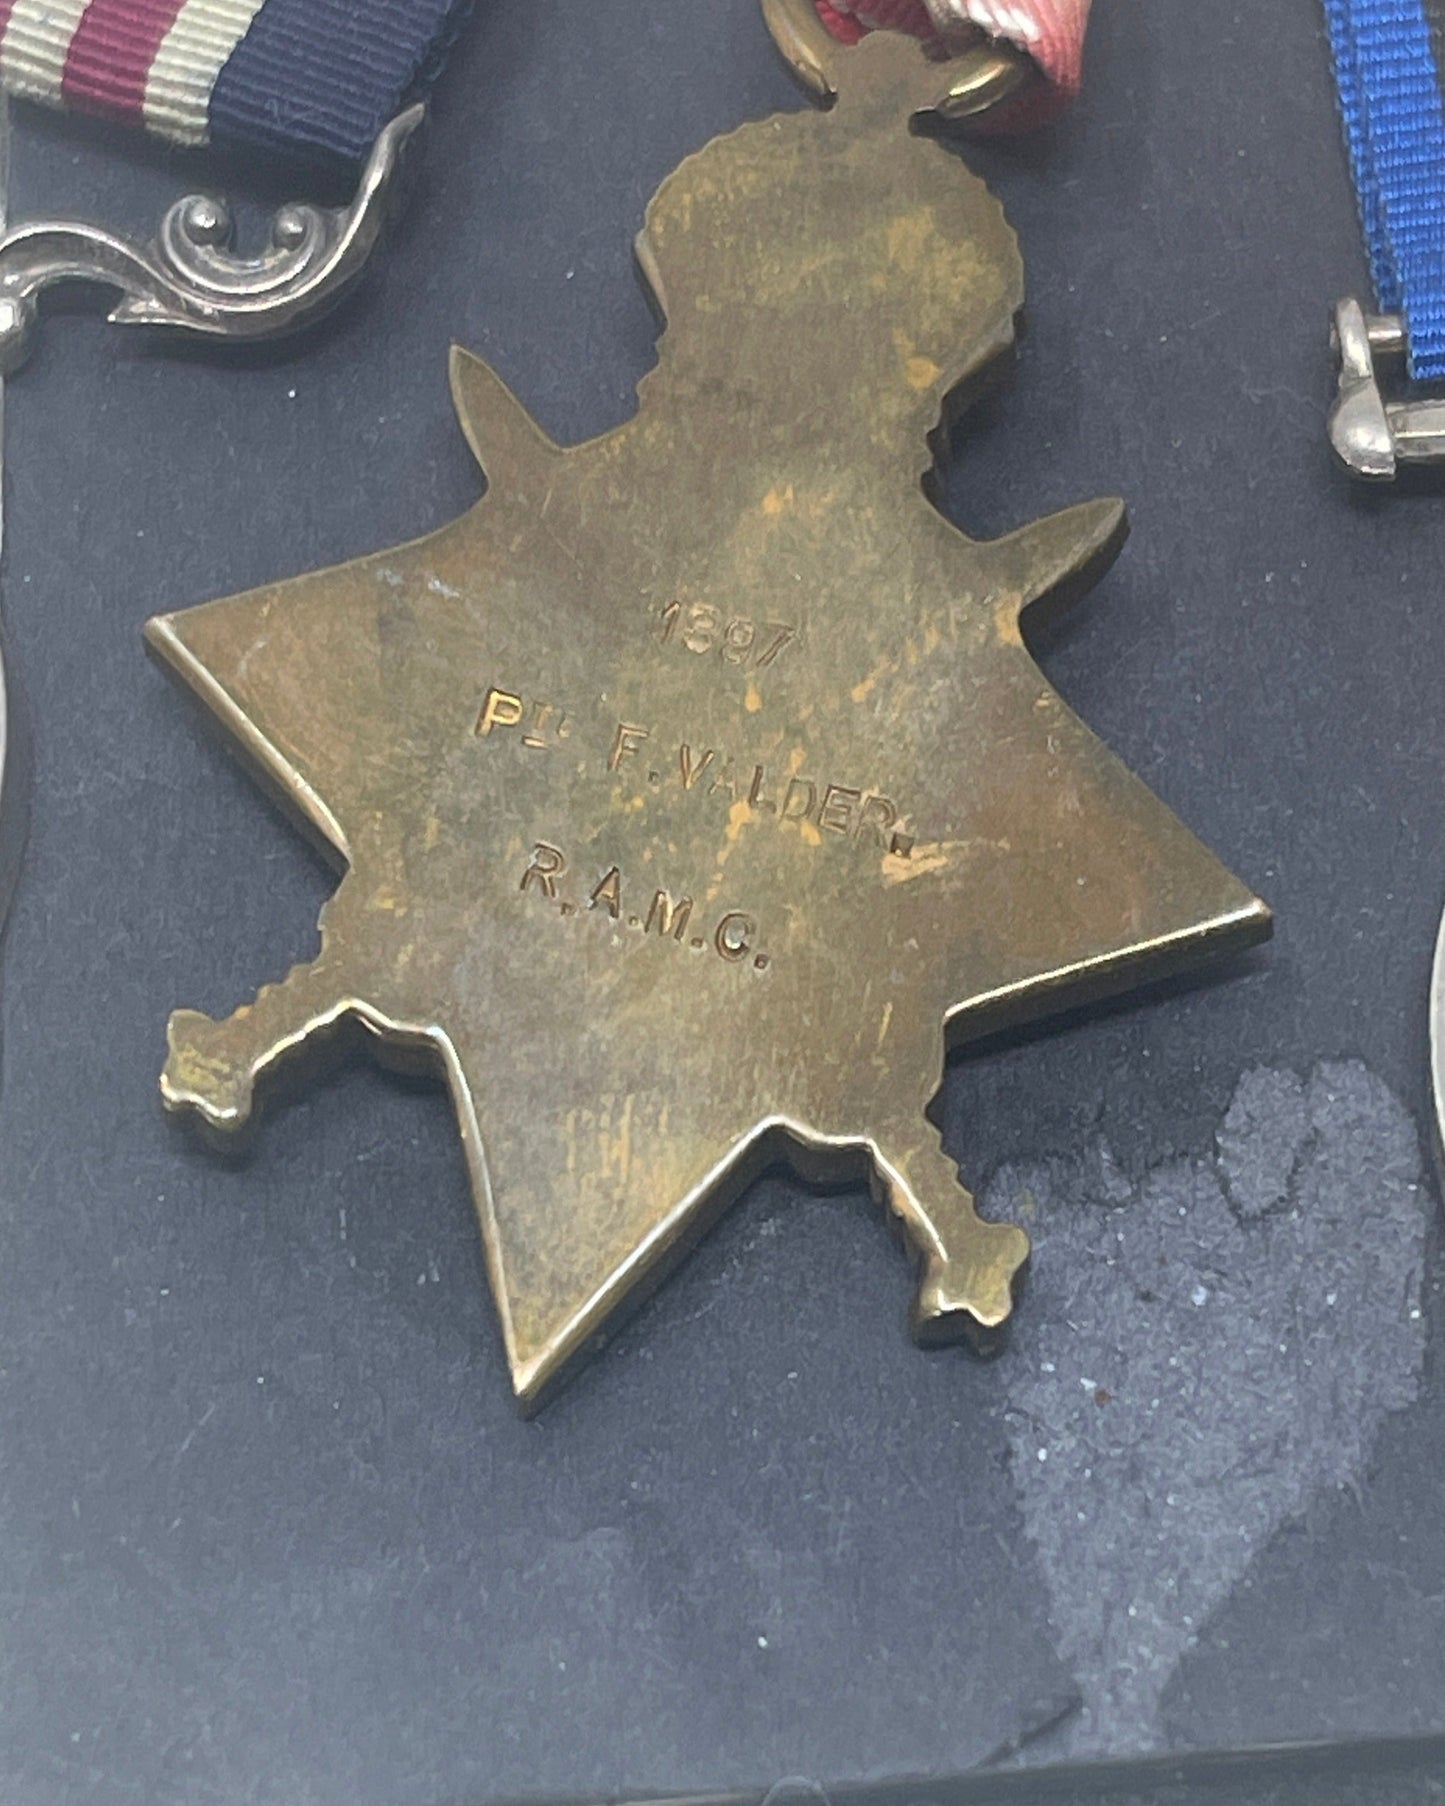 1397
Pte F. VALDER.
R.A.M.C.